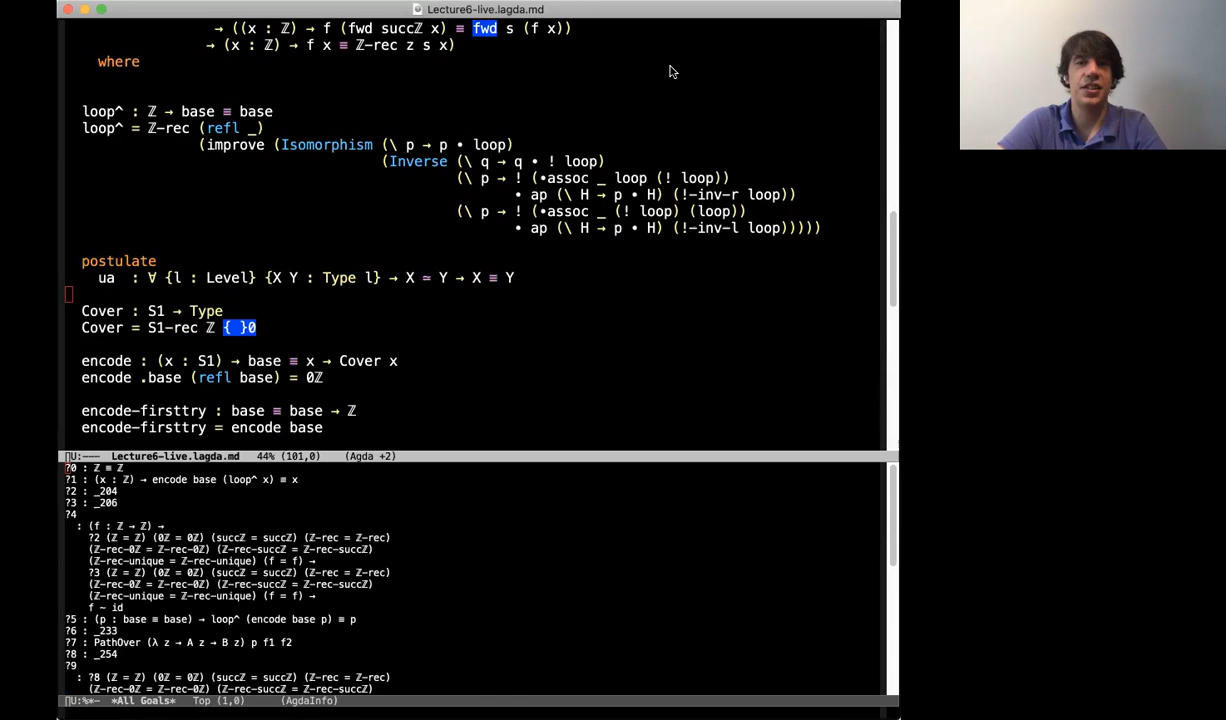 Lecture6-live.lagda.md
→ ((x : ℤ) → f (fwd succℤ x) ≡ fwd s (f x))
→ (x : ℤ) → f x ≡ ℤ-rec z s x)
where
loop^ : ℤ → base ≡ base
loop^ = ℤ-rec (refl _)
(improve (Isomorphism (\ p → p ∙ loop)
(Inverse (\ q → q ∙ ! loop)
(\ p → ! (∙assoc _ loop (! loop))
∙ ap (\ H → p ∙ H) (!-inv-r loop))
(\ p → ! (∙assoc _ (! loop) (loop))
∙ ap (\ H → p ∙ H) (!-inv-l loop)))))
postulate
ua : ∀ {l : Level} {X Y : Type l} → X ≃ Y → X ≡ Y
Cover : S1 → Type
Cover = S1-rec ℤ { }0
encode : (x : S1) → base ≡ x → Cover x
encode .base (refl base) = 0ℤ
encode-firsttry : base ≡ base → ℤ
encode-firsttry = encode base
U:--- Lecture6-live.lagda.md 44% (101,0) (Agda +2)
?0 : ℤ ≡ ℤ
?1 : (x : ℤ) → encode base (loop^ x) ≡ x
?2 : _204
?3 : _206
?4
: (f : ℤ → ℤ) →
?2 (ℤ = ℤ) (0ℤ = 0ℤ) (succℤ = succℤ) (ℤ-rec = ℤ-rec)
(ℤ-rec-0ℤ = ℤ-rec-0ℤ) (ℤ-rec-succℤ = ℤ-rec-succℤ)
(ℤ-rec-unique = ℤ-rec-unique) (f = f) →
?3 (ℤ = ℤ) (0ℤ = 0ℤ) (succℤ = succℤ) (ℤ-rec = ℤ-rec)
(ℤ-rec-0ℤ = ℤ-rec-0ℤ) (ℤ-rec-succℤ = ℤ-rec-succℤ)
(ℤ-rec-unique = ℤ-rec-unique) (f = f) →
f ~ id
?5 : (p : base ≡ base) → loop^ (encode base p) ≡ p
?6 : _233
?7 : PathOver (λ z → A z → B z) p f1 f2
?8 : _254
?9
: ?8 (ℤ = ℤ) (0ℤ = 0ℤ) (succℤ = succℤ) (ℤ-rec = ℤ-rec)
(ℤ-rec-0ℤ = ℤ-rec-0ℤ) (ℤ-rec-succℤ = ℤ-rec-succℤ)
U:%*- *All Goals* Top (1,0) (AgdaInfo)